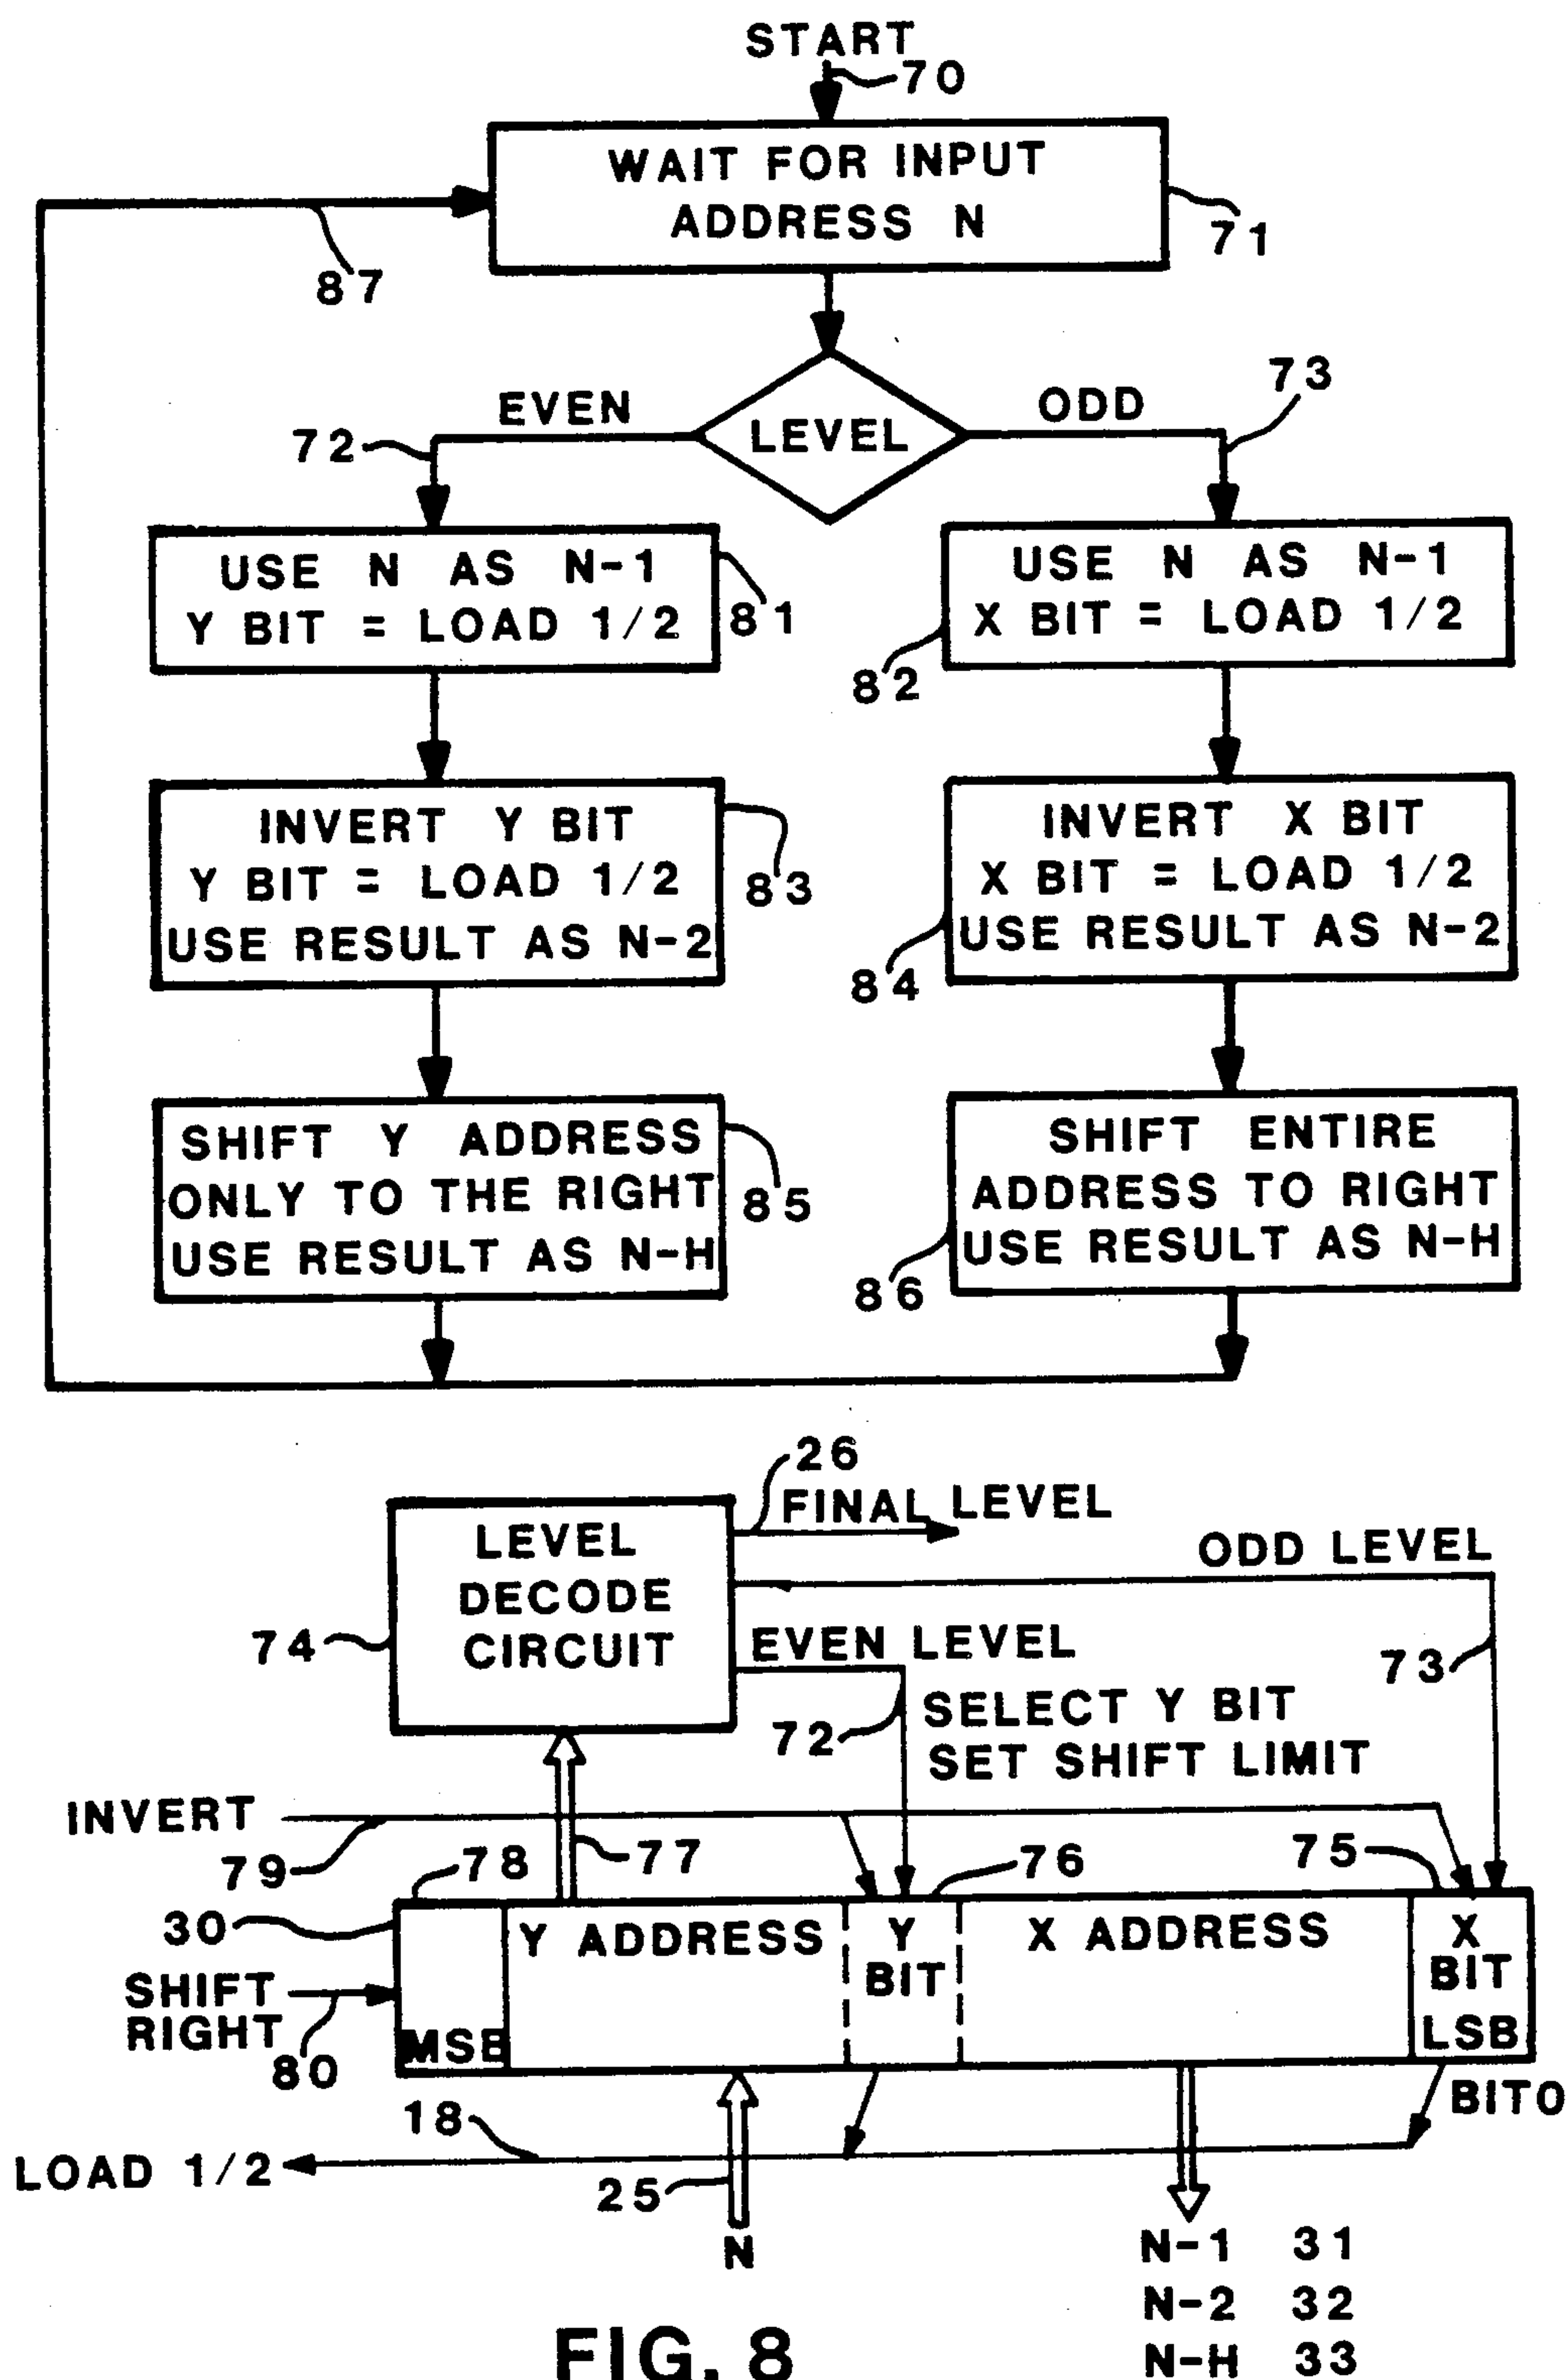 START
70
WAIT FOR INPUT
ADDRESS N
71
87
EVEN
ODD
73
72
LEVEL
USE N AS N-1
Y BIT = LOAD 1/2
81
USE N AS N-1
X BIT = LOAD 1/2
82
INVERT Y BIT
Y BIT = LOAD 1/2
USE RESULT AS N-2
83
INVERT X BIT
X BIT = LOAD 1/2
USE RESULT AS N-2
84
SHIFT Y ADDRESS
ONLY TO THE RIGHT
USE RESULT AS N-H
85
SHIFT ENTIRE
ADDRESS TO RIGHT
USE RESULT AS N-H
86
26
FINAL LEVEL
LEVEL
DECODE
CIRCUIT
74
ODD LEVEL
73
EVEN LEVEL
72
SELECT Y BIT
SET SHIFT LIMIT
INVERT
79
78
77
76
75
30
Y ADDRESS
Y
BIT
X ADDRESS
X
BIT
LSB
SHIFT
RIGHT
80
MSB
BIT0
18
LOAD 1/2
25
N
N-1 31
N-2 32
N-H 33
FIG. 8